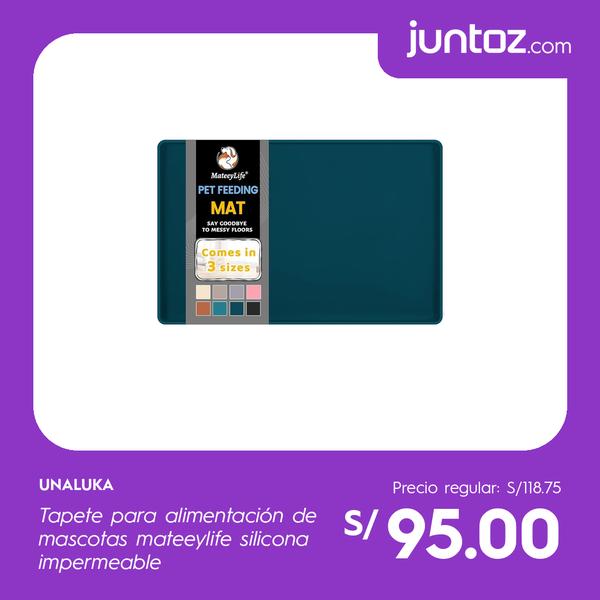 juntoz.com
MateeyLife®
PET FEEDING
MAT
SAY GOODBYE
TO MESSY FLOORS
Comes in
3 sizes
UNALUKA
Tapete para alimentación de
mascotas mateeylife silicona
impermeable
Precio regular: S/118.75
S/ 95.00